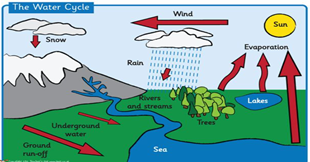 The Water Cycle
Wind
Sun
Snow
Evaporation
Rain
Rivers
and streams
Lakes
Trees
Underground
water
Ground
run-off
Sea